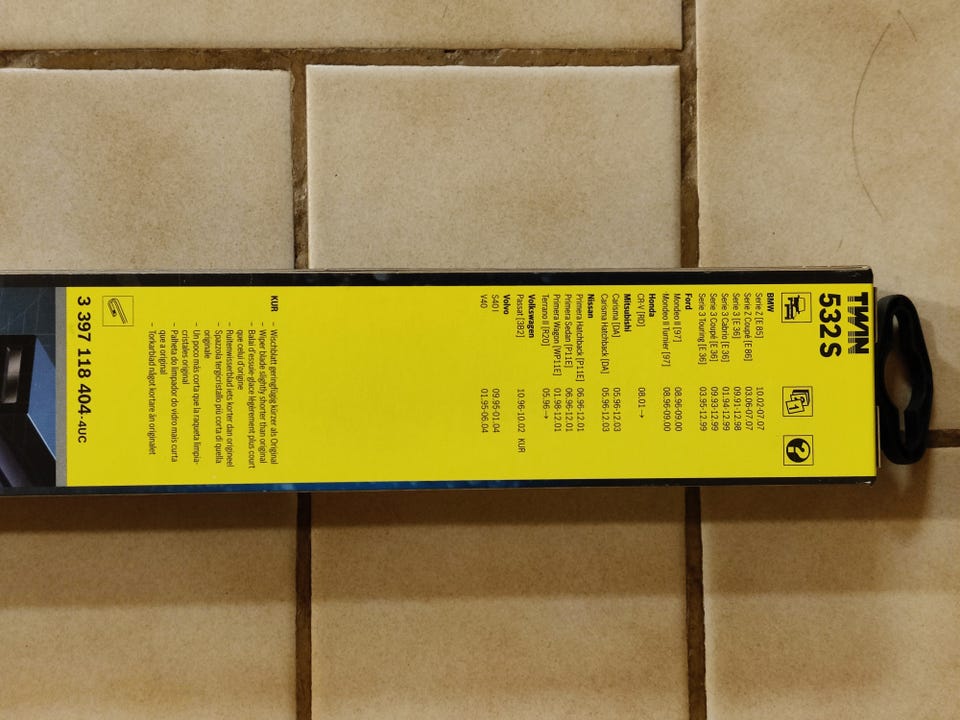 TWIN
532 S
BMW
Serie Z [E 85] 10.02-07.07
Serie Z Coupé [E 86] 03.06-07.07
Serie 3 [E 36] 09.91-12.98
Serie 3 Cabrio [E 36] 01.94-12.99
Serie 3 Coupé [E 36] 09.93-12.99
Serie 3 Touring [E 36] 03.95-12.99
Ford
Mondeo II [97] 08.96-09.00
Mondeo II Turnier [97] 08.96-09.00
Honda
CR-V [RD] 08.01→
Mitsubishi
Carisma [DA] 05.96-12.03
Carisma Hatchback [DA] 05.96-12.03
Nissan
Primera Hatchback [P11E] 06.96-12.01
Primera Sedan [P11E] 06.96-12.01
Primera Wagon [WP11E] 01.98-12.01
Terrano II [R20] 05.96→
Volkswagen
Passat [3B2] 10.96-10.02 KUR
Volvo
S40 I 09.95-01.04
V40 I 01.95-06.04
KUR – Wischblatt geringfügig kürzer als Original
– Wiper blade slightly shorter than original
– Balai d'essuie-glace légèrement plus court
que celui d'origine
– Ruitenwisserblad iets korter dan origineel
– Spazzola tergicristallo più corta di quella
originale
– Un poco más corta que la raqueta limpia-
cristales original
– Palheta do limpador do vidro mais curta
que a original
– Torkarblad något kortare än originalet
3 397 118 404-4UC